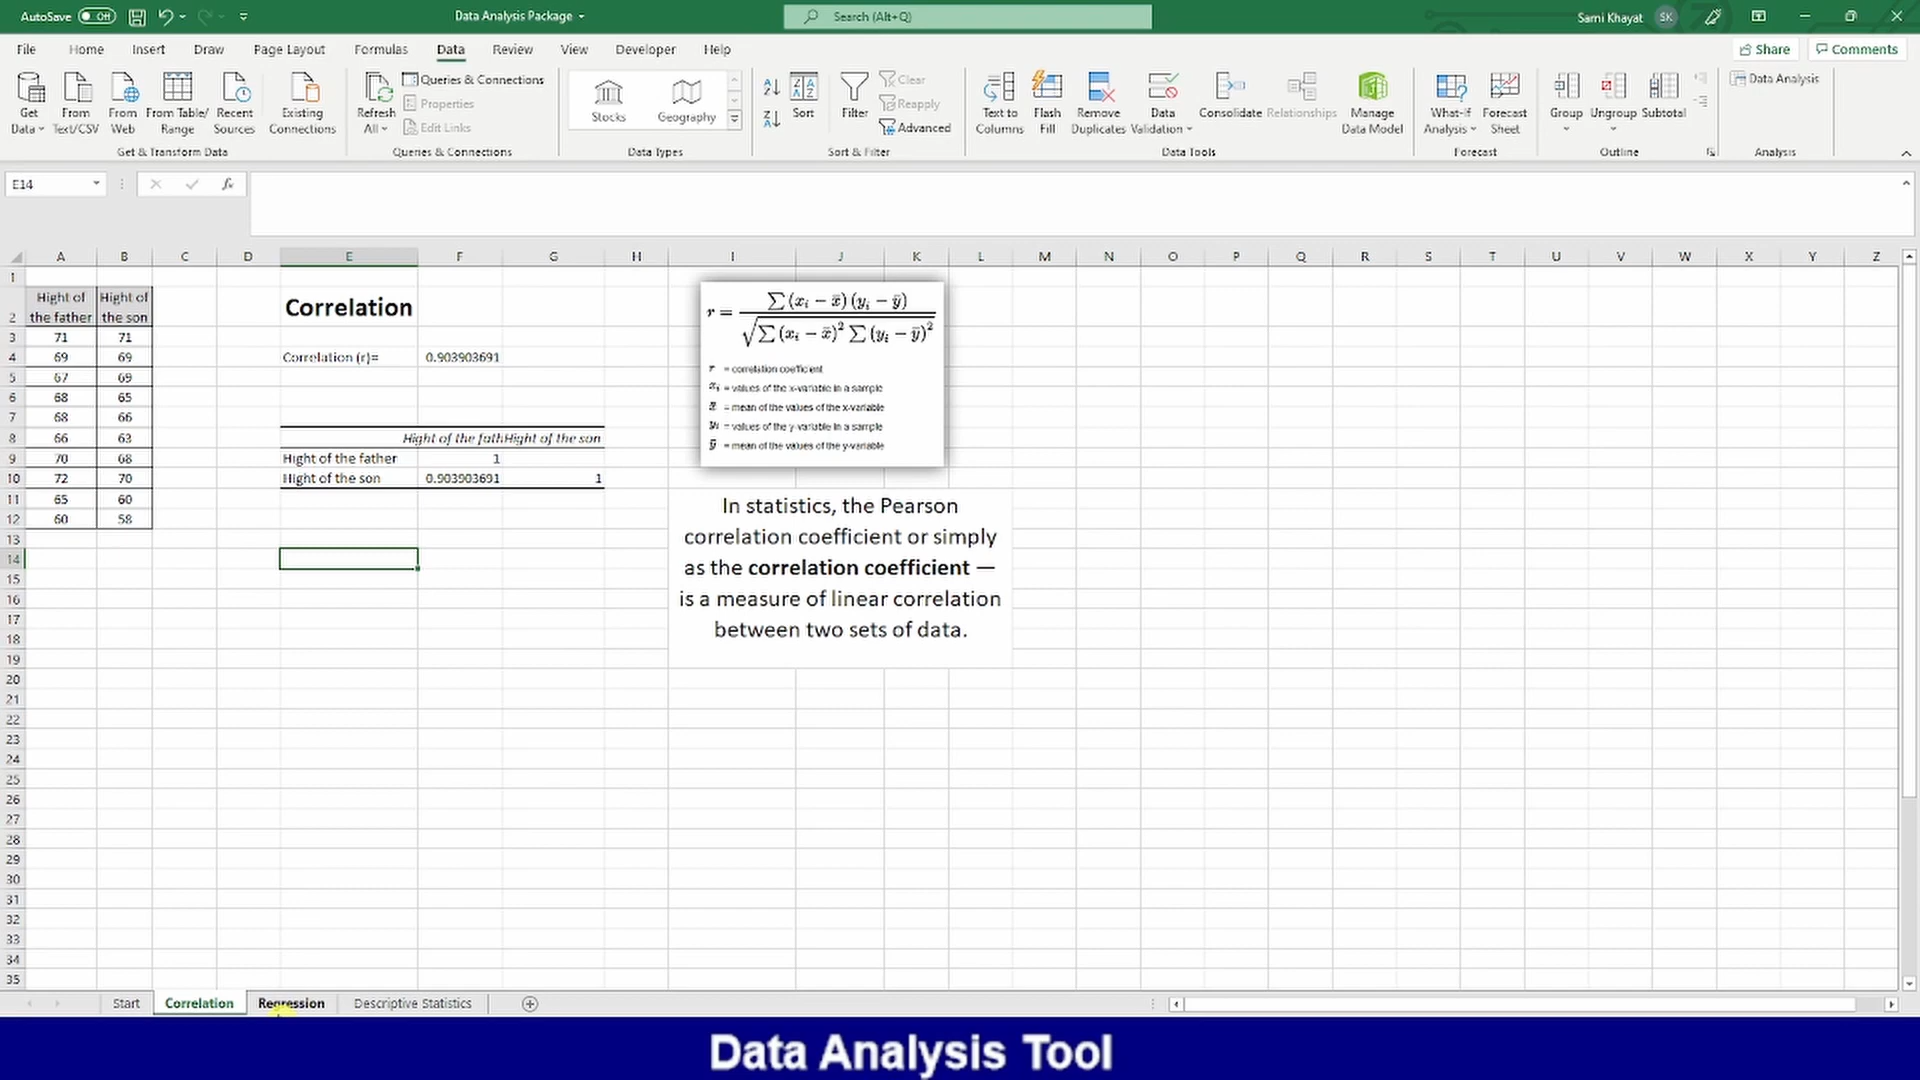 AutoSave Off
Data Analysis Package
Search (Alt+Q)
Sami Khayat SK
File Home Insert Draw Page Layout Formulas Data Review View Developer Help
Share Comments
Get Data
From Text/CSV
From Web
From Table/ Range
Recent Sources
Existing Connections
Get & Transform Data
Refresh All
Queries & Connections
Properties
Edit Links
Queries & Connections
Stocks
Geography
Data Types
Sort
Filter
Clear
Reapply
Advanced
Sort & Filter
Text to Columns
Flash Fill
Remove Duplicates
Data Validation
Consolidate
Relationships
Manage Data Model
Data Tools
What-If Analysis
Forecast Sheet
Forecast
Group
Ungroup
Subtotal
Outline
Data Analysis
Analysis
E14
fx
A B C D E F G H I J K L M N O P Q R S T U V W X Y Z
1
2 Hight of the father Hight of the son Correlation
3 71 71
4 69 69 Correlation (r)= 0.903903691
5 67 69
6 68 65
7 68 66
8 66 63 Hight of the fath Hight of the son
9 70 68 Hight of the father 1
10 72 70 Hight of the son 0.903903691 1
11 65 60
12 60 58
13
14
15
16
17
18
19
20
21
22
23
24
25
26
27
28
29
30
31
32
33
34
35
r = ∑(xi − x̄)(yi − ȳ) / √∑(xi − x̄)² ∑(yi − ȳ)²
r = correlation coefficient
xi = values of the x-variable in a sample
x̄ = mean of the values of the x-variable
yi = values of the y-variable in a sample
ȳ = mean of the values of the y-variable
In statistics, the Pearson
correlation coefficient or simply
as the correlation coefficient —
is a measure of linear correlation
between two sets of data.
Start Correlation Regression Descriptive Statistics
Data Analysis Tool